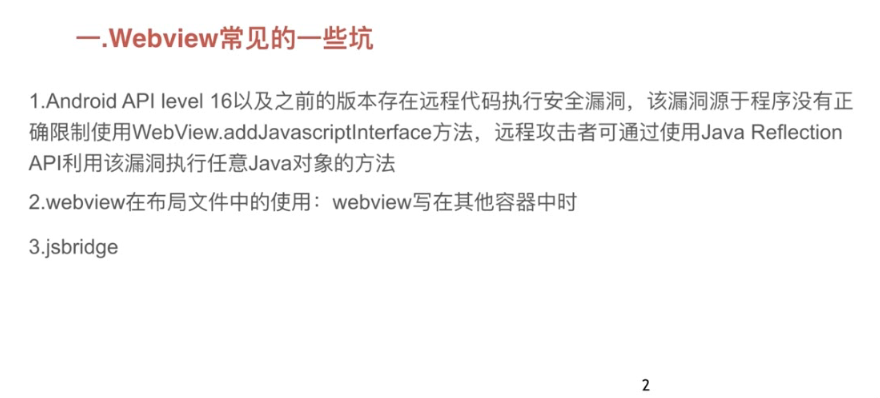 一.Webview常见的一些坑
1.Android API level 16以及之前的版本存在远程代码执行安全漏洞，该漏洞源于程序没有正
确限制使用WebView.addJavascriptInterface方法，远程攻击者可通过使用Java Reflection
API利用该漏洞执行任意Java对象的方法
2.webview在布局文件中的使用：webview写在其他容器中时
3.jsbridge
2